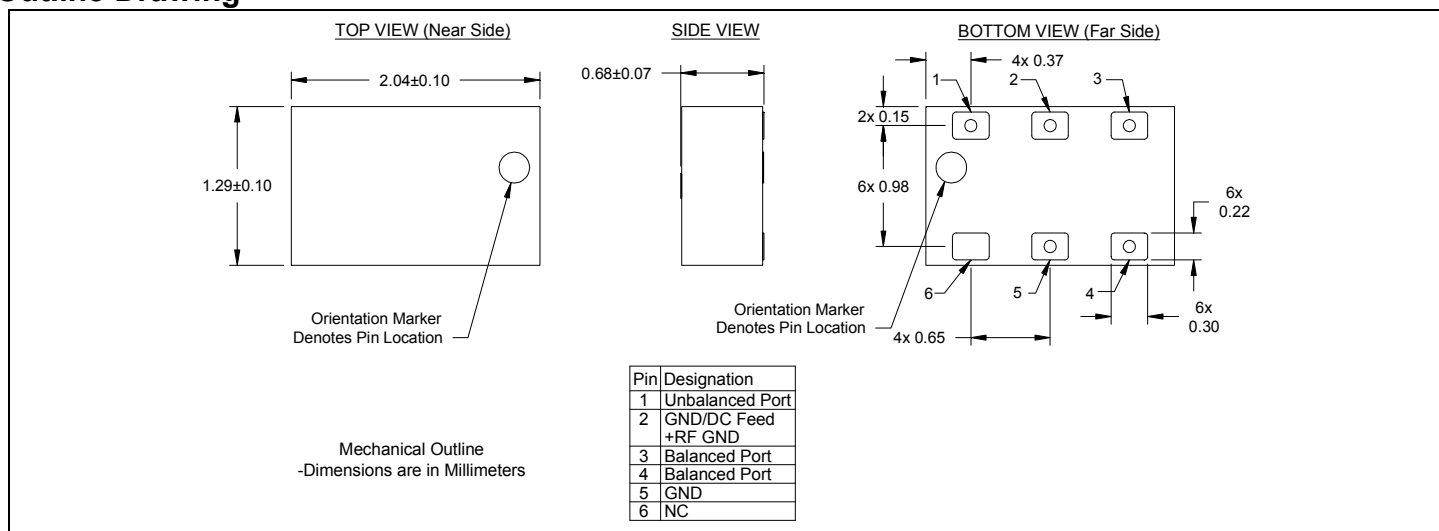 Outline Drawing
TOP VIEW (Near Side)
SIDE VIEW
BOTTOM VIEW (Far Side)
2.04±0.10
0.68±0.07
4x 0.37
1
2
3
2x 0.15
1.29±0.10
6x 0.98
6x
0.22
6
5
4
Orientation Marker
Denotes Pin Location
Orientation Marker
Denotes Pin Location
4x 0.65
6x
0.30
Pin Designation
1 Unbalanced Port
2 GND/DC Feed
+RF GND
3 Balanced Port
4 Balanced Port
5 GND
6 NC
Mechanical Outline
-Dimensions are in Millimeters